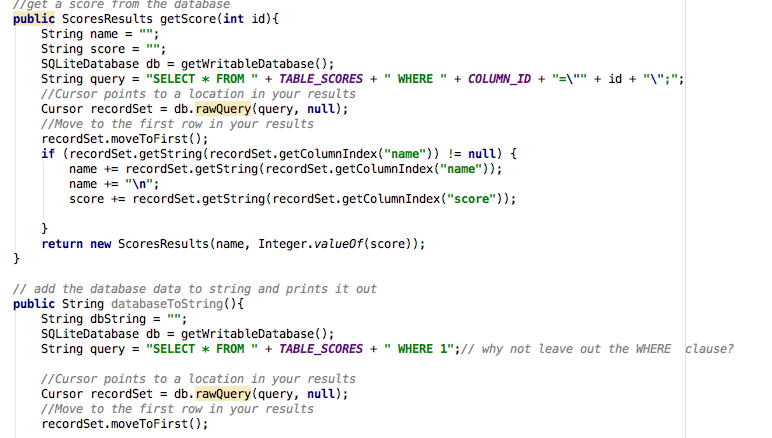 //get a score from the database
public ScoresResults getScore(int id){
    String name = "";
    String score = "";
    SQLiteDatabase db = getWritableDatabase();
    String query = "SELECT * FROM " + TABLE_SCORES + " WHERE " + COLUMN_ID + "=\"" + id + "\";";
    //Cursor points to a location in your results
    Cursor recordSet = db.rawQuery(query, null);
    //Move to the first row in your results
    recordSet.moveToFirst();
    if (recordSet.getString(recordSet.getColumnIndex("name")) != null) {
        name += recordSet.getString(recordSet.getColumnIndex("name"));
        name += "\n";
        score += recordSet.getString(recordSet.getColumnIndex("score"));
    }
    return new ScoresResults(name, Integer.valueOf(score));
}
// add the database data to string and prints it out
public String databaseToString(){
    String dbString = "";
    SQLiteDatabase db = getWritableDatabase();
    String query = "SELECT * FROM " + TABLE_SCORES + " WHERE 1";// why not leave out the WHERE clause?
    //Cursor points to a location in your results
    Cursor recordSet = db.rawQuery(query, null);
    //Move to the first row in your results
    recordSet.moveToFirst();